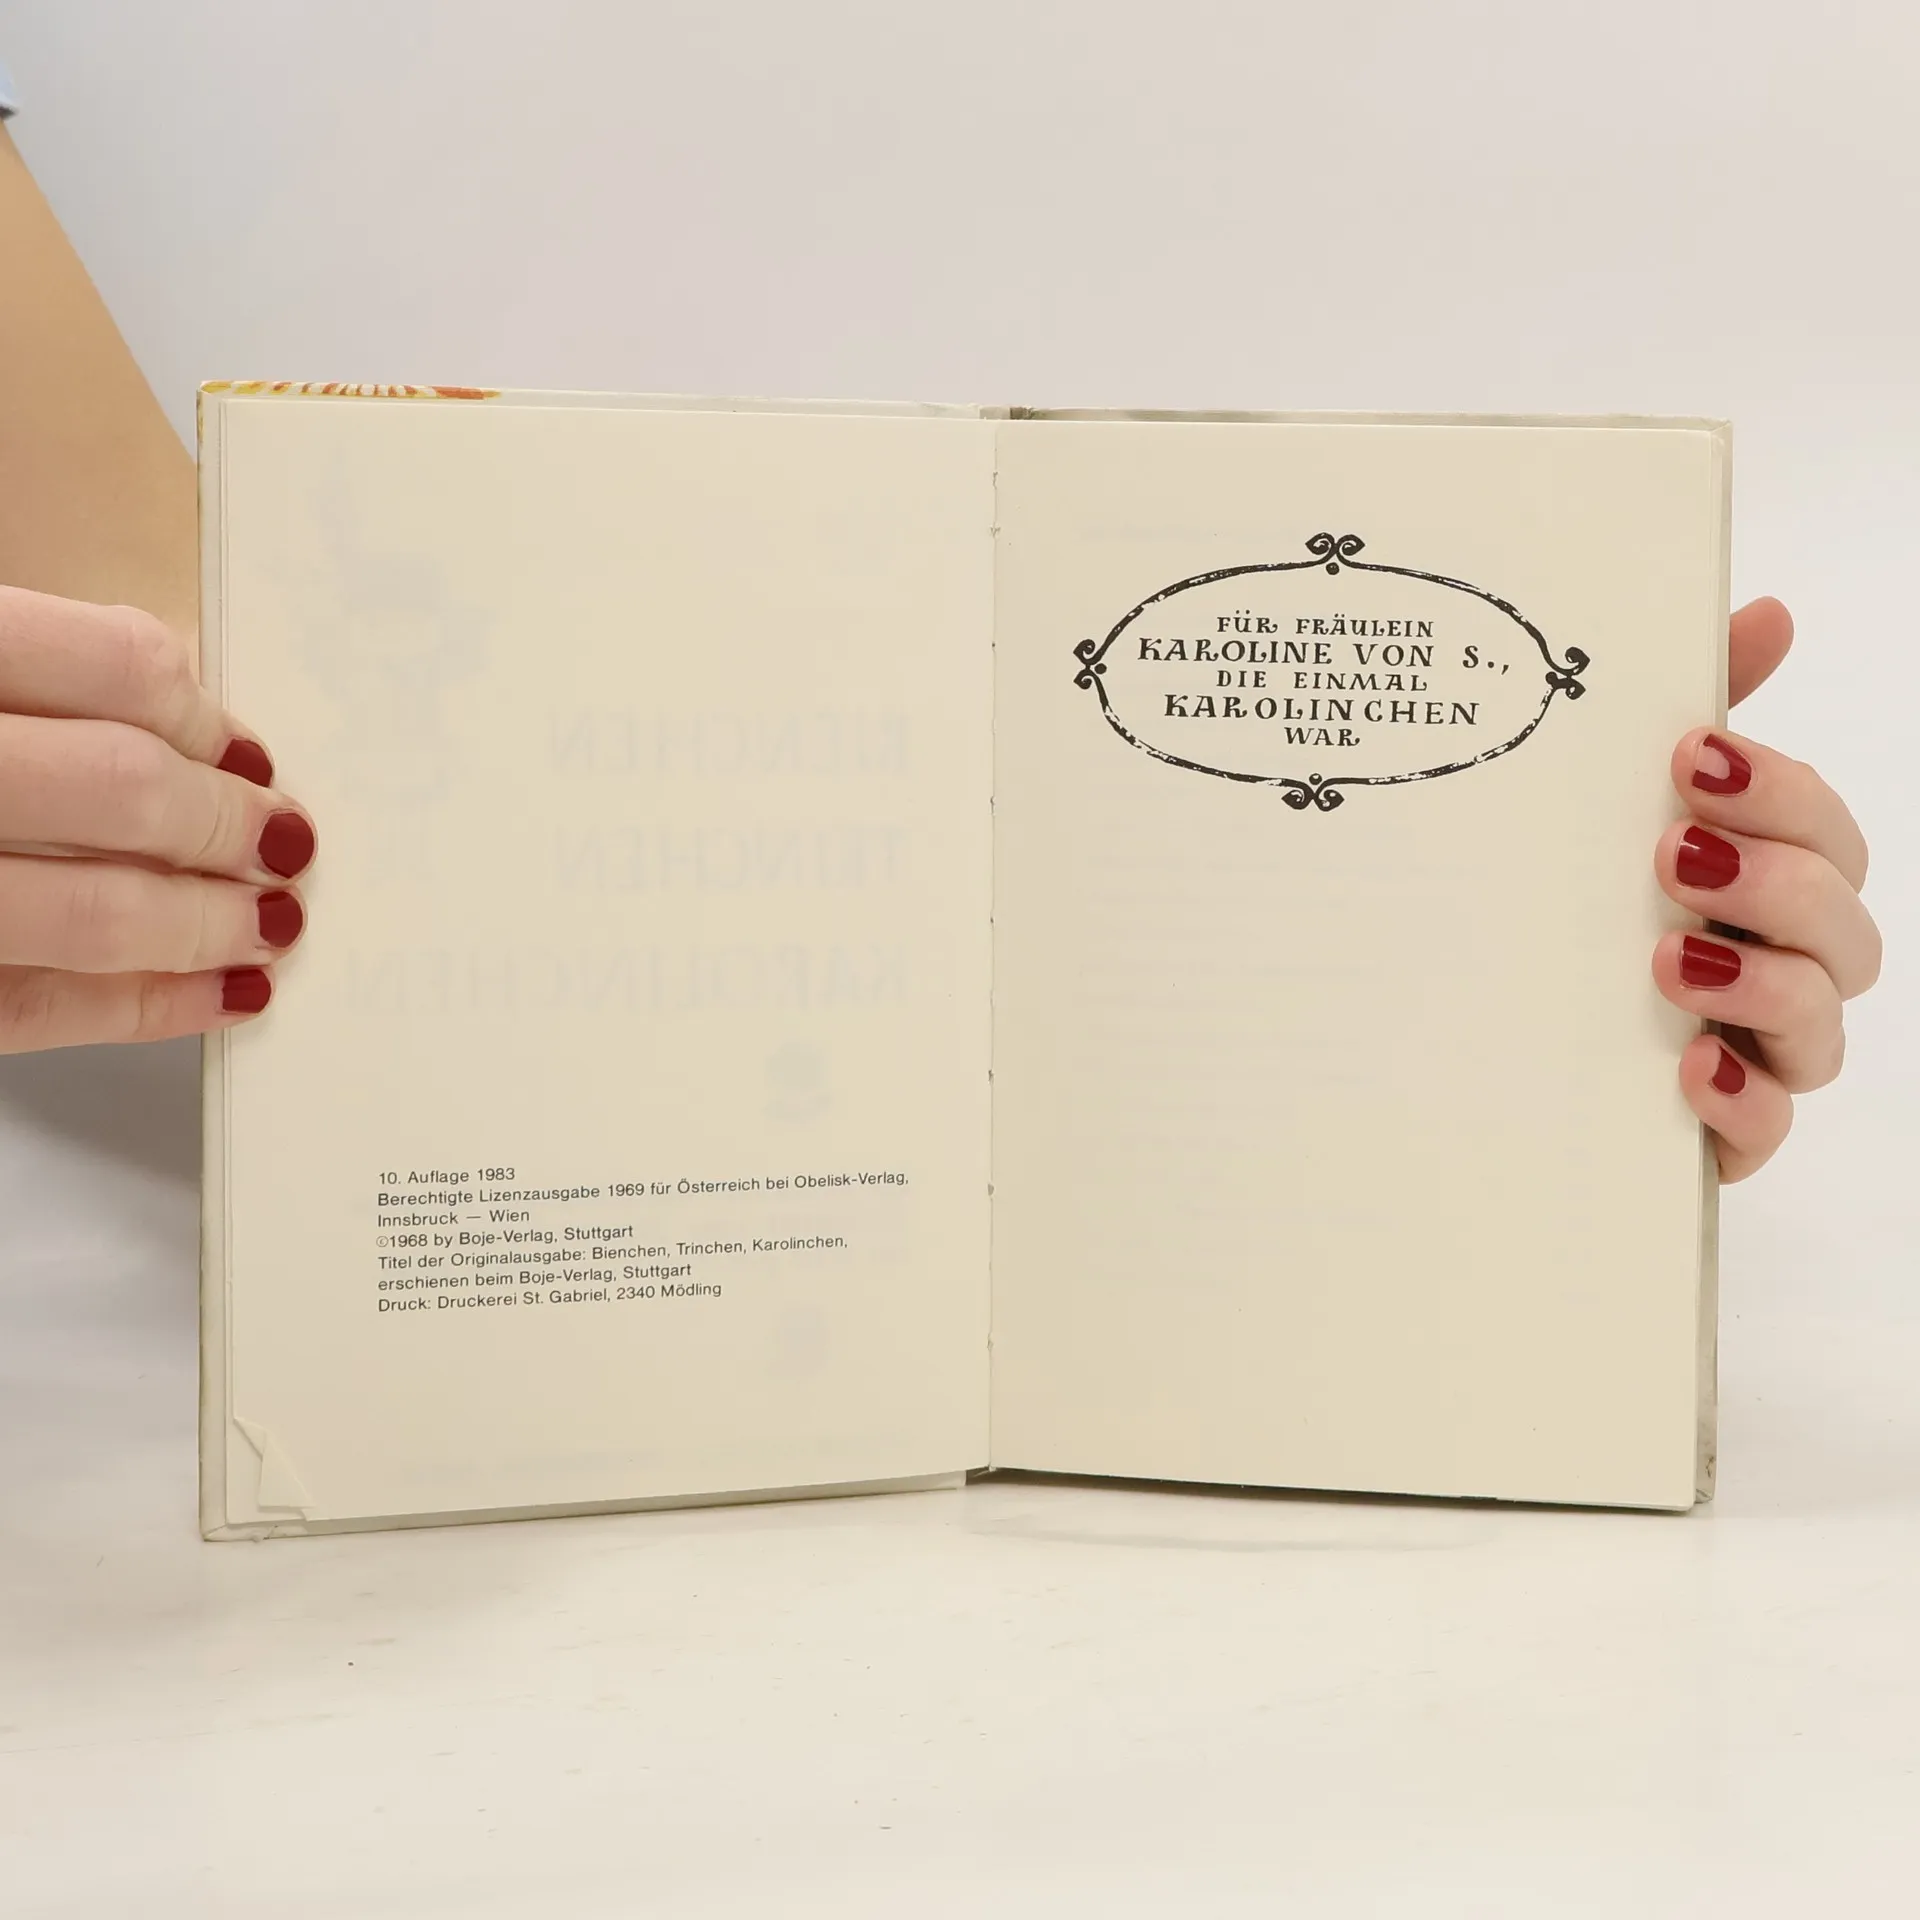 10. Auflage 1983
Berechtigte Lizenzausgabe 1969 für Österreich bei Obelisk-Verlag,
Innsbruck — Wien
©1968 by Boje-Verlag, Stuttgart
Titel der Originalausgabe: Bienchen, Trinchen, Karolinchen,
erschienen beim Boje-Verlag, Stuttgart
Druck: Druckerei St. Gabriel, 2340 Mödling
FÜR FRÄULEIN
KAROLINE VON S.,
DIE EINMAL
KAROLINCHEN
WAR